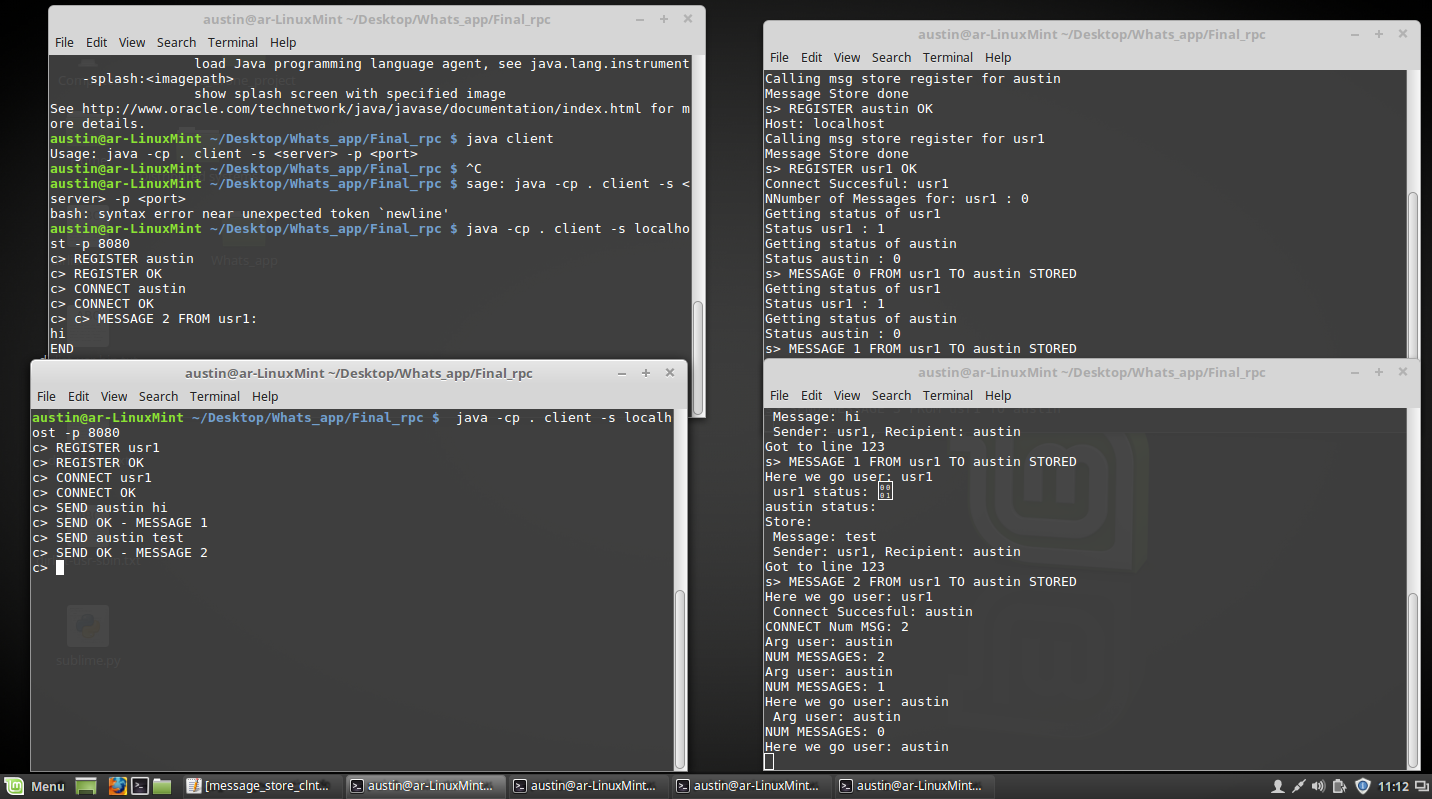 austin@ar-LinuxMint ~/Desktop/Whats_app/Final_rpc
File Edit View Search Terminal Help
load Java programming language agent, see java.lang.instrument
-splash:<imagepath>
show splash screen with specified image
See http://www.oracle.com/technetwork/java/javase/documentation/index.html for m
ore details.
austin@ar-LinuxMint ~/Desktop/Whats_app/Final_rpc $ java client
Usage: java -cp . client -s <server> -p <port>
austin@ar-LinuxMint ~/Desktop/Whats_app/Final_rpc $ ^C
austin@ar-LinuxMint ~/Desktop/Whats_app/Final_rpc $ sage: java -cp . client -s <
server> -p <port>
bash: syntax error near unexpected token `newline'
austin@ar-LinuxMint ~/Desktop/Whats_app/Final_rpc $ java -cp . client -s localho
st -p 8080
c> REGISTER austin
c> REGISTER OK
c> CONNECT austin
c> CONNECT OK
c> c> MESSAGE 2 FROM usr1:
hi
END
Whats_app
austin@ar-LinuxMint ~/Desktop/Whats_app/Final_rpc
File Edit View Search Terminal Help
austin@ar-LinuxMint ~/Desktop/Whats_app/Final_rpc $  java -cp . client -s localh
ost -p 8080
c> REGISTER usr1
c> REGISTER OK
c> CONNECT usr1
c> CONNECT OK
c> SEND austin hi
c> SEND OK - MESSAGE 1
c> SEND austin test
c> SEND OK - MESSAGE 2
c>
sublime.py
austin@ar-LinuxMint ~/Desktop/Whats_app/Final_rpc
File Edit View Search Terminal Help
Calling msg store register for austin
Message Store done
s> REGISTER austin OK
Host: localhost
Calling msg store register for usr1
Message Store done
s> REGISTER usr1 OK
Connect Succesful: usr1
NNumber of Messages for: usr1 : 0
Getting status of usr1
Status usr1 : 1
Getting status of austin
Status austin : 0
s> MESSAGE 0 FROM usr1 TO austin STORED
Getting status of usr1
Status usr1 : 1
Getting status of austin
Status austin : 0
s> MESSAGE 1 FROM usr1 TO austin STORED
austin@ar-LinuxMint ~/Desktop/Whats_app/Final_rpc
File Edit View Search Terminal Help
Message: hi
Sender: usr1, Recipient: austin
Got to line 123
s> MESSAGE 1 FROM usr1 TO austin STORED
Here we go user: usr1
usr1 status: 00 01
austin status:
Store:
Message: test
Sender: usr1, Recipient: austin
Got to line 123
s> MESSAGE 2 FROM usr1 TO austin STORED
Here we go user: usr1
Connect Succesful: austin
CONNECT Num MSG: 2
Arg user: austin
NUM MESSAGES: 2
Arg user: austin
NUM MESSAGES: 1
Here we go user: austin
Arg user: austin
NUM MESSAGES: 0
Here we go user: austin
Menu [message_store_clnt... austin@ar-LinuxMint... austin@ar-LinuxMint... austin@ar-LinuxMint... austin@ar-LinuxMint... 11:12